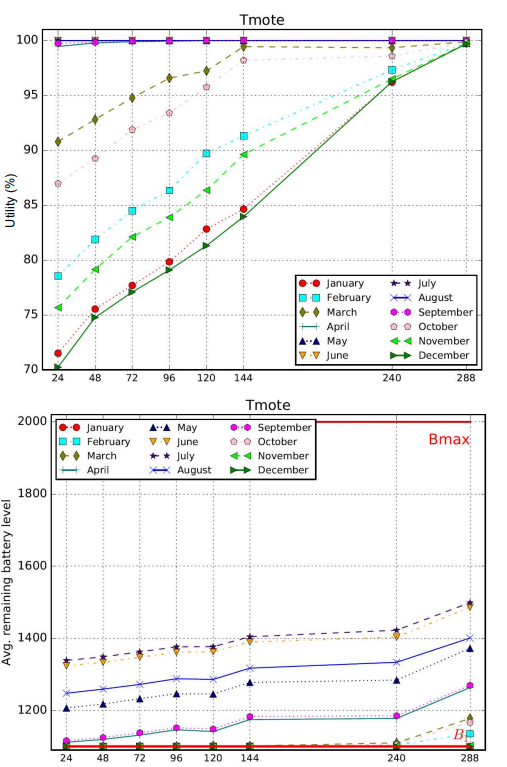 Tmote
100
95
90
85
80
75
70
Utility (%)
January July
February August
March September
April October
May November
June December
24 48 72 96 120 144 240 288
Tmote
2000
1800
1600
1400
1200
Avg. remaining battery level
January May September
February June October
March July November
April August December
Bmax
B
24 48 72 96 120 144 240 288